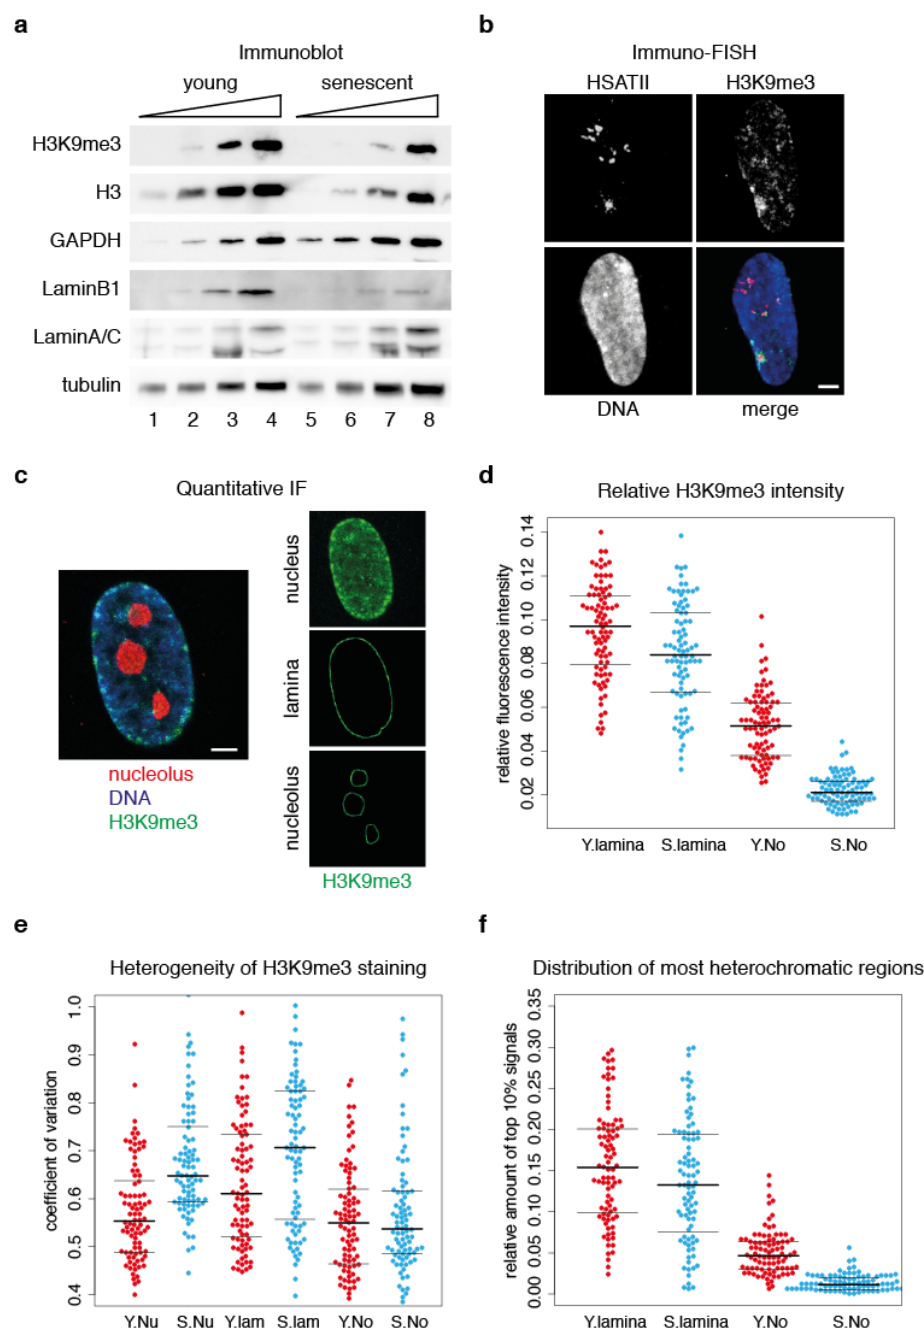 a
Immunoblot
young senescent
H3K9me3
H3
GAPDH
LaminB1
LaminA/C
tubulin
1 2 3 4 5 6 7 8
b
Immuno-FISH
HSATII H3K9me3
DNA merge
c
Quantitative IF
nucleus
lamina
nucleolus
nucleolus
DNA
H3K9me3
H3K9me3
d
Relative H3K9me3 intensity
relative fluorescence intensity
0.14
0.12
0.10
0.08
0.06
0.04
0.02
Y.lamina S.lamina Y.No S.No
e
Heterogeneity of H3K9me3 staining
coefficient of variation
1.0
0.9
0.8
0.7
0.6
0.5
0.4
Y.Nu S.Nu Y.lam S.lam Y.No S.No
f
Distribution of most heterochromatic regions
relative amount of top 10% signals
0.35
0.30
0.25
0.20
0.15
0.10
0.05
0.00
Y.lamina S.lamina Y.No S.No